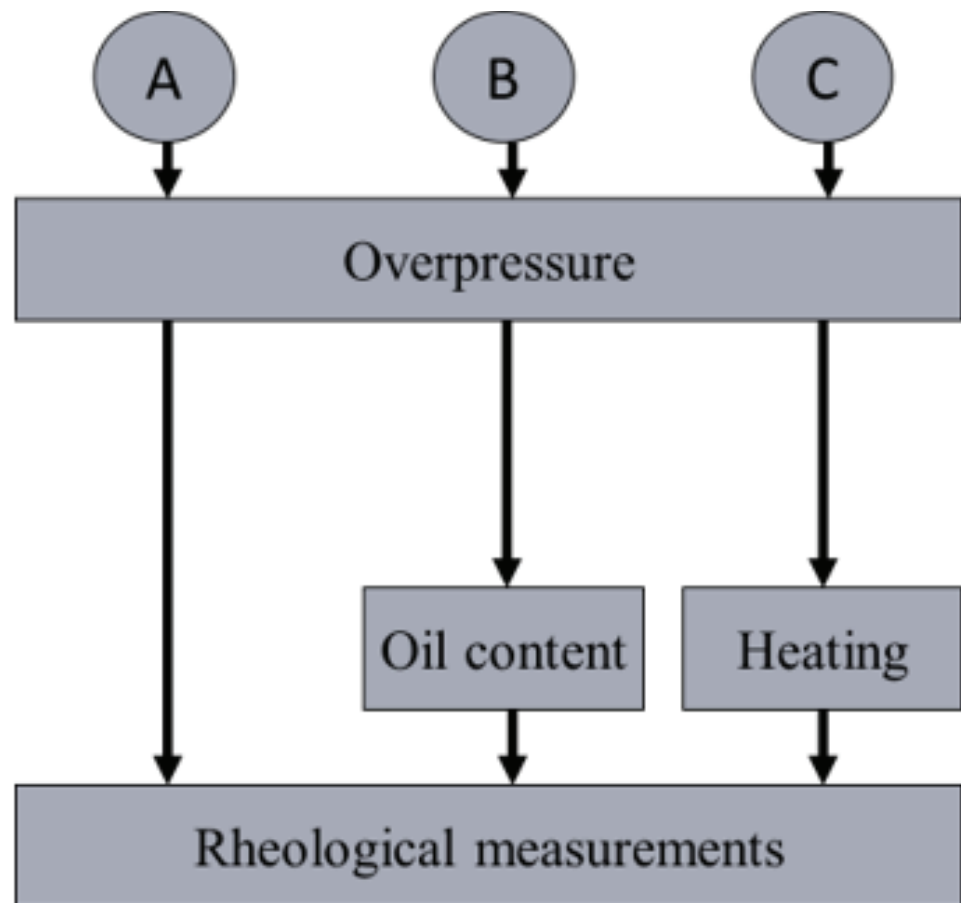 A
B
C
Overpressure
Oil content
Heating
Rheological measurements